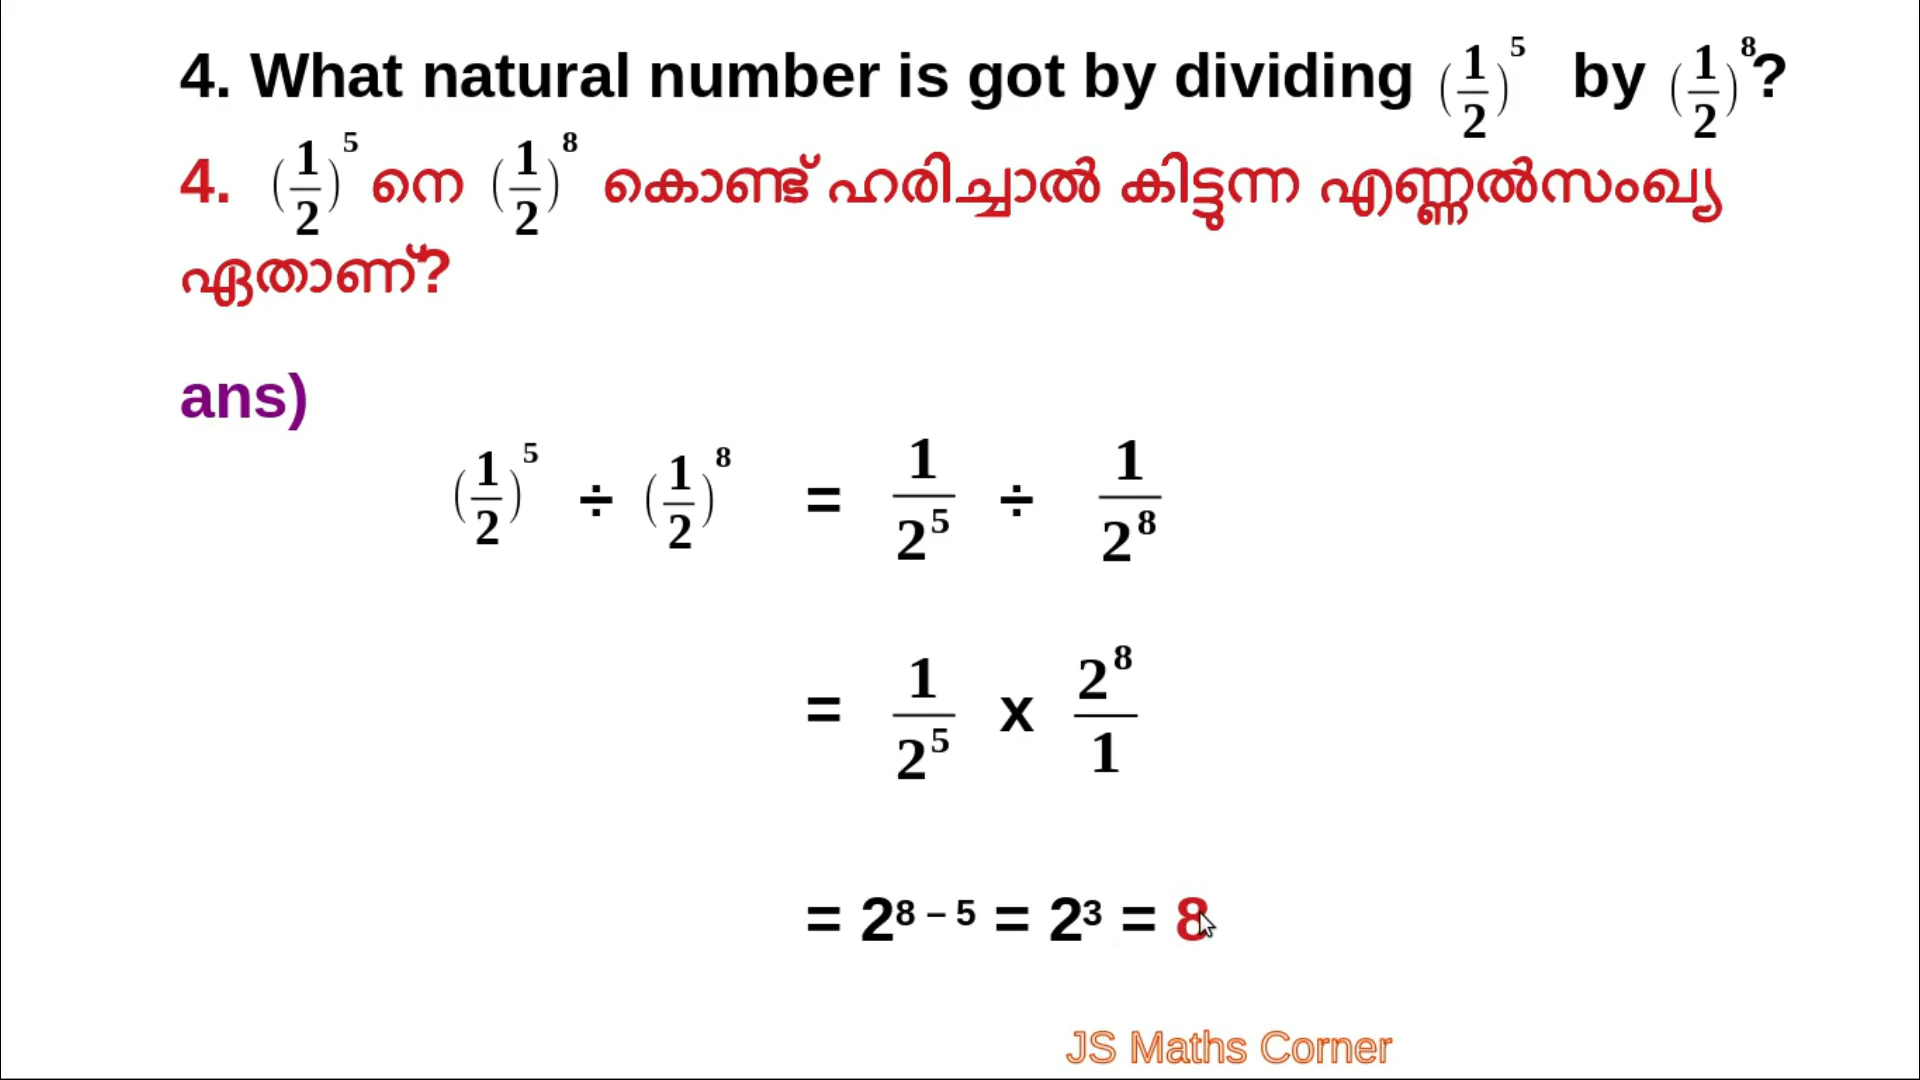 4. What natural number is got by dividing (1/2)^5 by (1/2)^8?
4. (1/2)^5 നെ (1/2)^8 കൊണ്ട് ഹരിച്ചാൽ കിട്ടുന്ന എണ്ണൽസംഖ്യ
ഏതാണ്?
ans)
(1/2)^5 ÷ (1/2)^8 = 1/2^5 ÷ 1/2^8
= 1/2^5 x 2^8/1
= 2^(8 – 5) = 2^3 = 8
JS Maths Corner